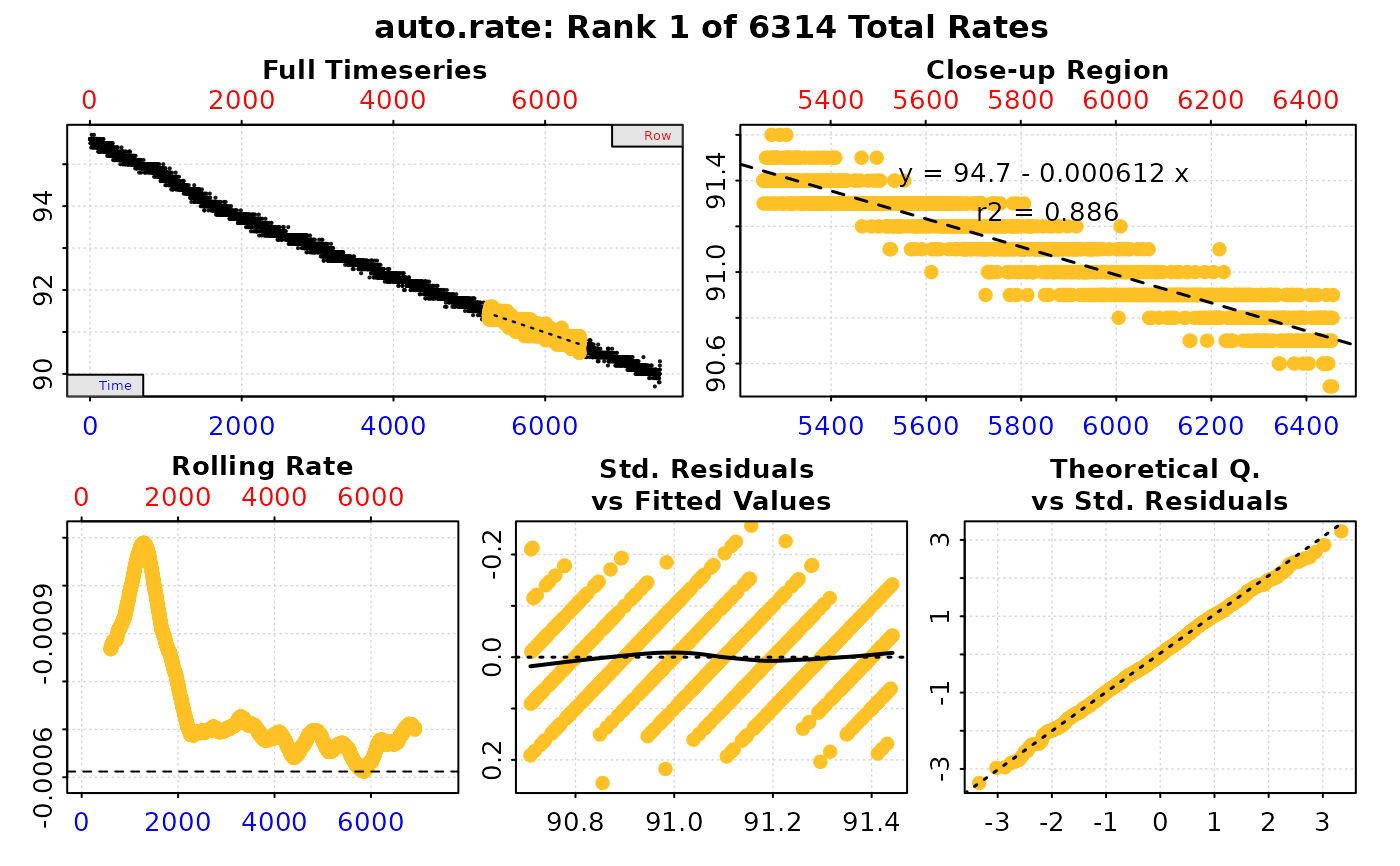 auto.rate: Rank 1 of 6314 Total Rates
Full Timeseries
0 2000 4000 6000
Row
94
92
90
Time
0 2000 4000 6000
Close-up Region
5400 5600 5800 6000 6200 6400
y = 94.7 - 0.000612 x
r2 = 0.886
91.4
91.0
90.6
5400 5600 5800 6000 6200 6400
Rolling Rate
0 2000 4000 6000
-0.0009
-0.0006
0 2000 4000 6000
Std. Residuals
vs Fitted Values
-0.2
0.0
0.2
90.8 91.0 91.2 91.4
Theoretical Q.
vs Std. Residuals
3
1
-1
-3
-3 -2 -1 0 1 2 3